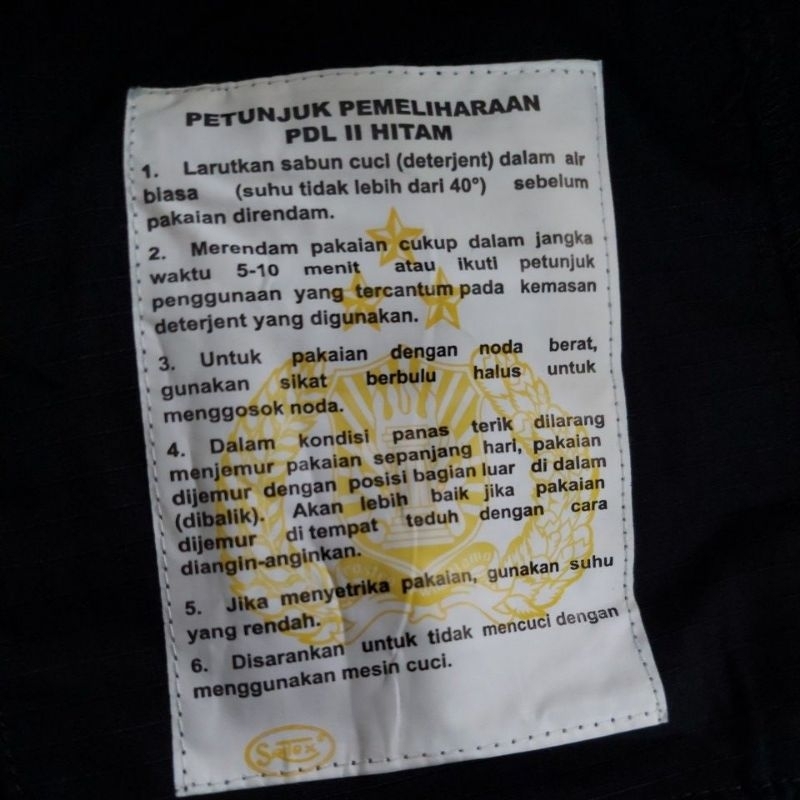 PETUNJUK PEMELIHARAAN
PDL II HITAM
1. Larutkan sabun cuci (deterjent) dalam air
biasa (suhu tidak lebih dari 40°) sebelum
pakaian direndam.
2. Merendam pakaian cukup dalam jangka
waktu 5-10 menit atau ikuti petunjuk
penggunaan yang tercantum pada kemasan
deterjent yang digunakan.
3. Untuk pakaian dengan noda berat,
gunakan sikat berbulu halus untuk
menggosok noda.
4. Dalam kondisi panas terik dilarang
menjemur pakaian sepanjang hari, pakaian
dijemur dengan posisi bagian luar di dalam
(dibalik). Akan lebih baik jika pakaian
dijemur di tempat teduh dengan cara
diangin-anginkan.
5. Jika menyetrika pakaian, gunakan suhu
yang rendah.
6. Disarankan untuk tidak mencuci dengan
menggunakan mesin cuci.